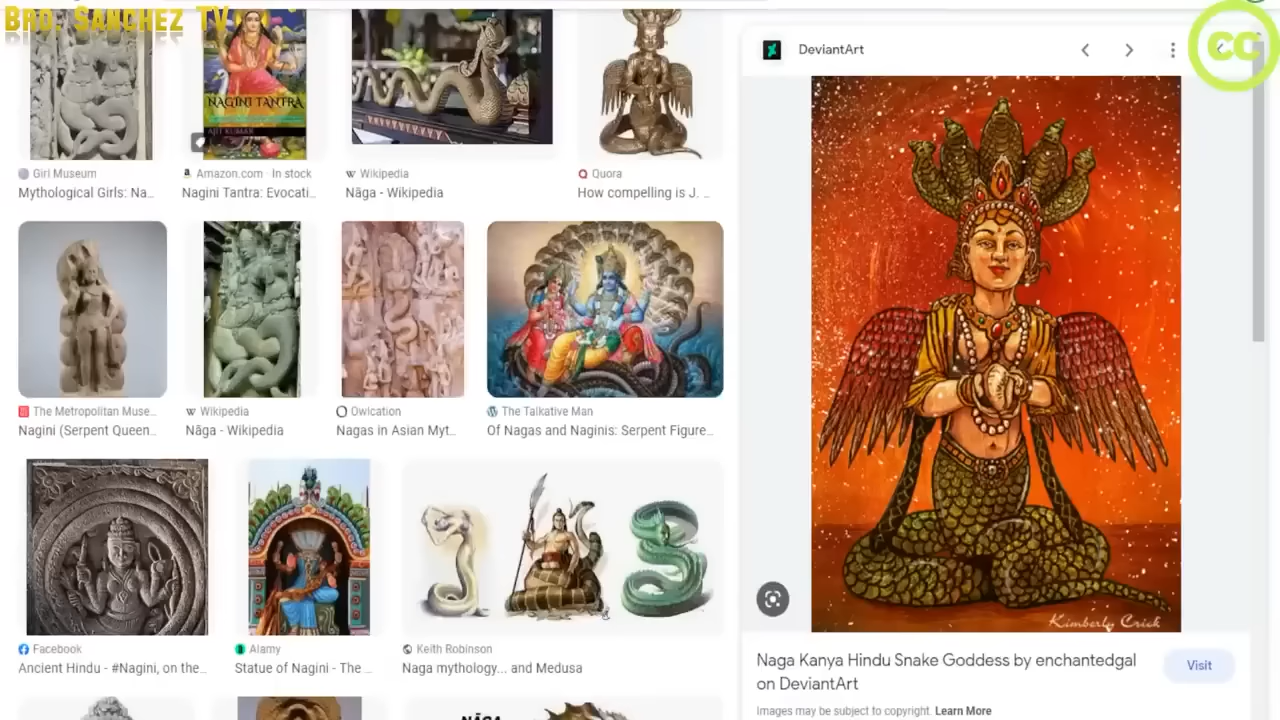 BRO. SANCHEZ TV
CC
NAGINI TANTRA
AJIT KUMAR
Girl Museum
Mythological Girls: Na...
Amazon.com · In stock
Nagini Tantra: Evocati...
Wikipedia
Nāga - Wikipedia
Quora
How compelling is J. ...
The Metropolitan Muse...
Nagini (Serpent Queen...
Wikipedia
Nāga - Wikipedia
Owlcation
Nagas in Asian Myt...
The Talkative Man
Of Nagas and Naginis: Serpent Figure...
Facebook
Ancient Hindu - #Nagini, on the...
Alamy
Statue of Nagini - The ...
Keith Robinson
Naga mythology... and Medusa
NĀGA
DeviantArt
Kimberly Crick
Naga Kanya Hindu Snake Goddess by enchantedgal
on DeviantArt
Visit
Images may be subject to copyright. Learn More